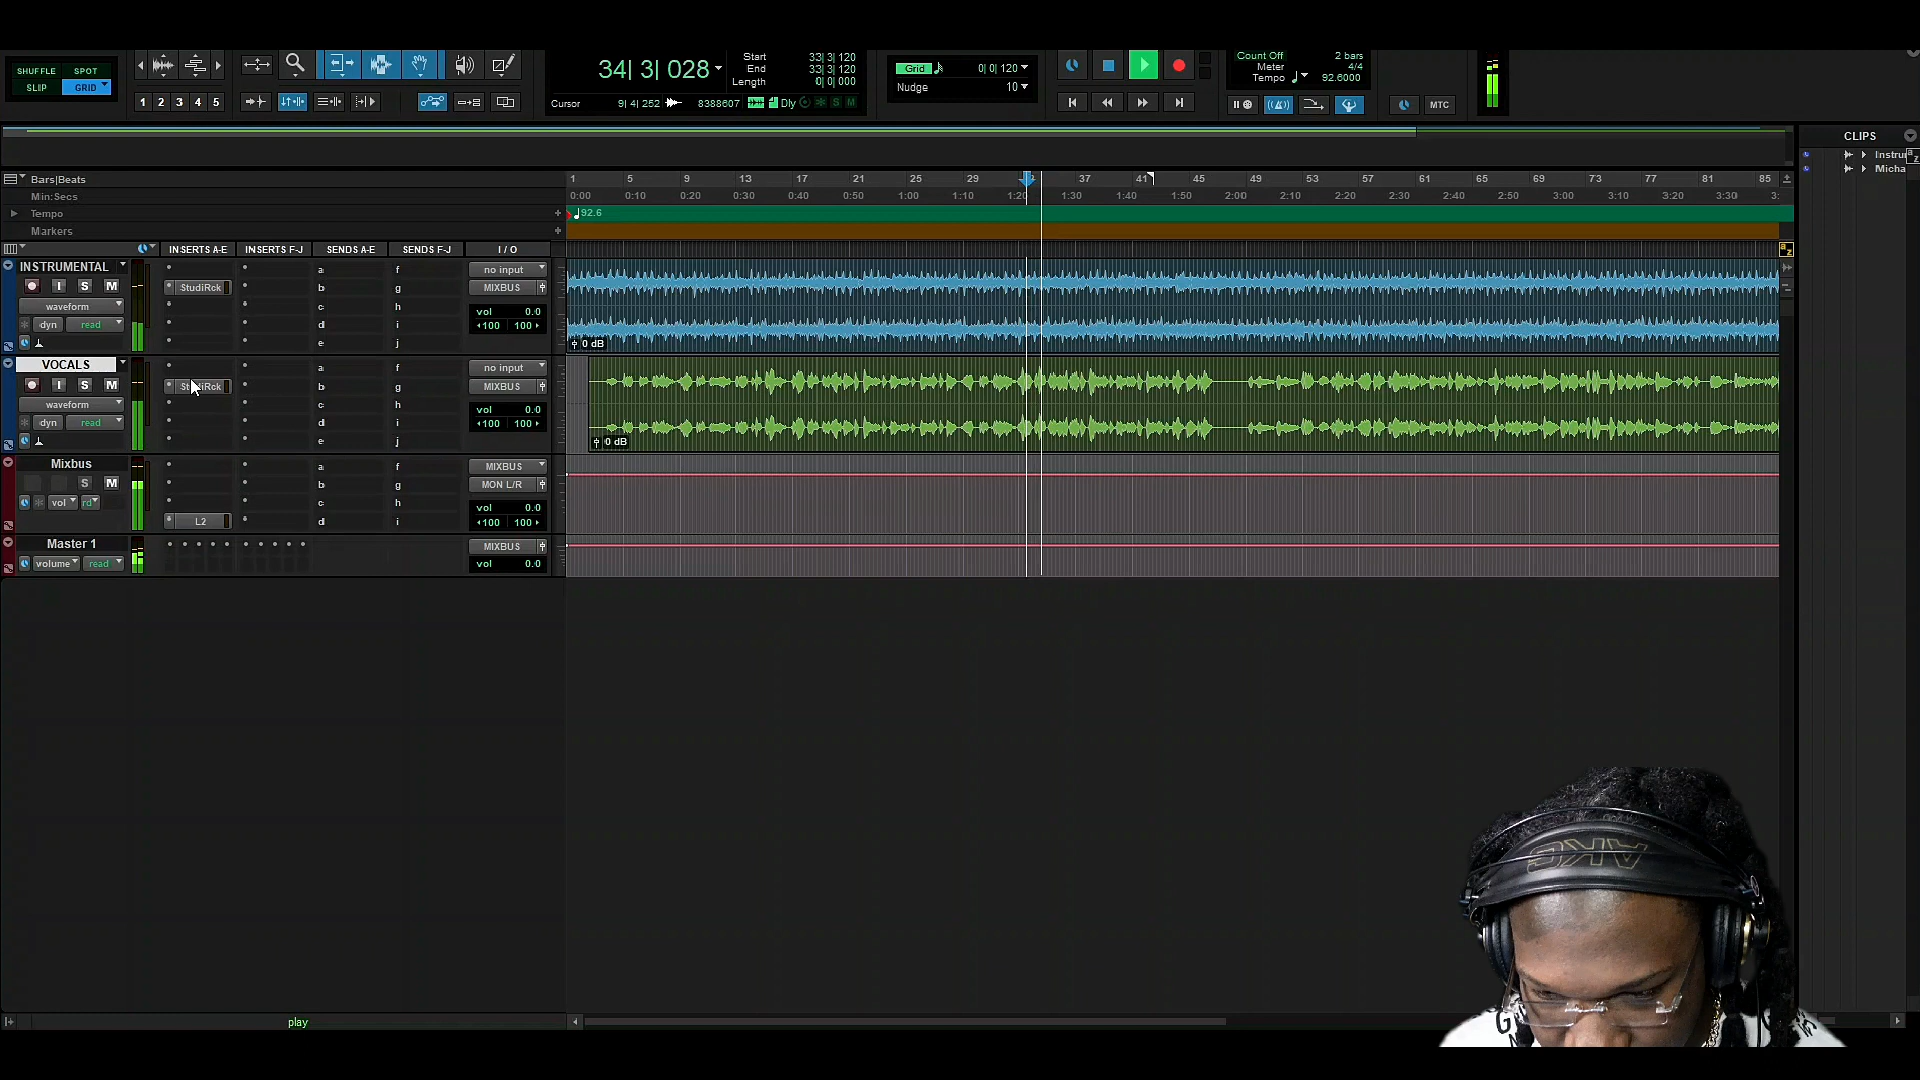 SHUFFLE SPOT
SLIP GRID
1 2 3 4 5
34| 3| 028
Start 33| 3| 120
End 33| 3| 120
Length 0| 0| 000
Cursor 9| 4| 252 8388607 Dly S M
Grid 0| 0| 120
Nudge 10
Count Off 2 bars
Meter 4/4
Tempo 92.6000
MTC
CLIPS
Instru
Micha
Bars|Beats 1 5 9 13 17 21 25 29 37 41 45 49 53 57 61 65 69 73 77 81 85
Min:Secs 0:00 0:10 0:20 0:30 0:40 0:51 1:00 1:10 1:20 1:30 1:40 1:50 2:00 2:10 2:20 2:30 2:40 2:50 3:00 3:10 3:20 3:30 3:
Tempo + 92.6
Markers +
INSERTS A-E INSERTS F-J SENDS A-E SENDS F-J I / O
INSTRUMENTAL a f no input
I S M StudiRck b g MIXBUS
waveform c h vol 0.0
dyn read d i 100 100
e j 0 dB
VOCALS a f no input
I S M StudiRck b g MIXBUS
waveform c h vol 0.0
dyn read d i 100 100
e j 0 dB
Mixbus a f MIXBUS
S M b g MON L/R
vol rd c h vol 0.0
L2 d i 100 100
Master 1 MIXBUS
volume read vol 0.0
AKG
G
play